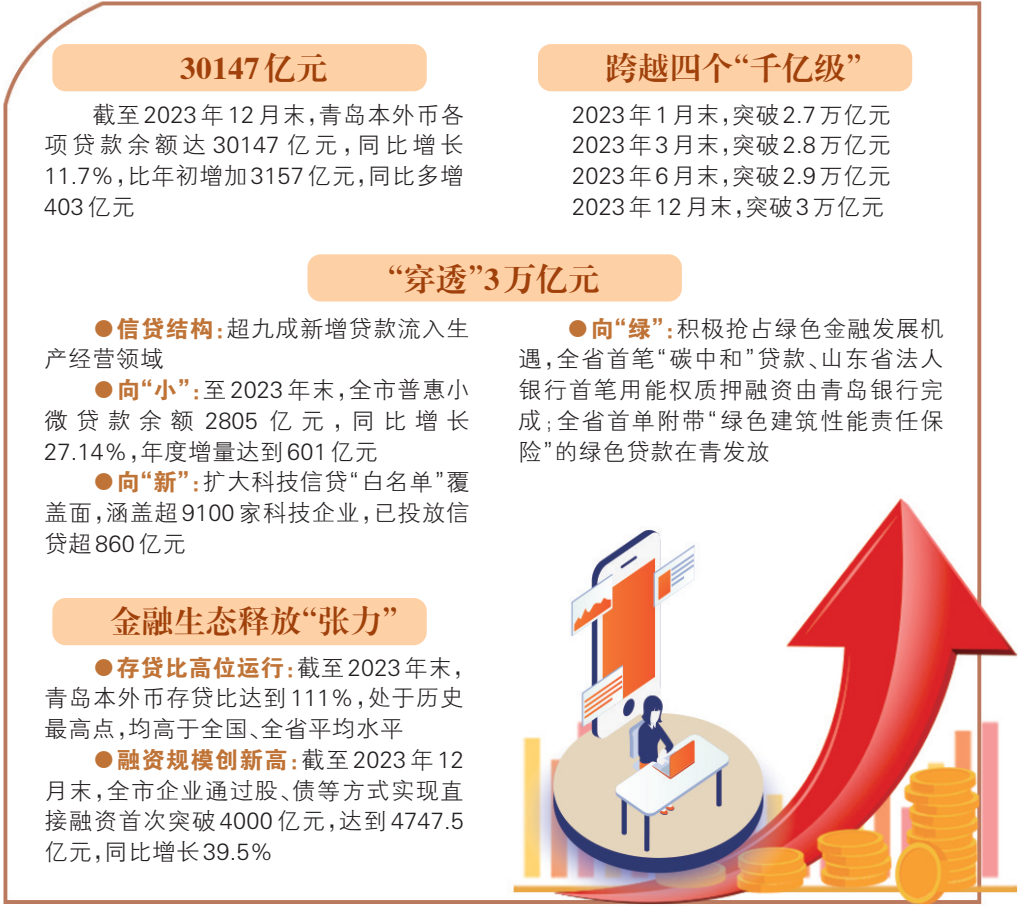 30147亿元
截至2023年12月末，青岛本外币各
项贷款余额达30147亿元，同比增长
11.7%，比年初增加3157亿元，同比多增
403亿元
跨越四个“千亿级”
2023年1月末，突破2.7万亿元
2023年3月末，突破2.8万亿元
2023年6月末，突破2.9万亿元
2023年12月末，突破3万亿元
“穿透”3万亿元
●信贷结构：超九成新增贷款流入生
产经营领域
●向“小”：至2023年末，全市普惠小
微贷款余额2805亿元，同比增长
27.14%，年度增量达到601亿元
●向“新”：扩大科技信贷“白名单”覆
盖面，涵盖超9100家科技企业，已投放信
贷超860亿元
●向“绿”：积极抢占绿色金融发展机
遇，全省首笔“碳中和”贷款、山东省法人
银行首笔用能权质押融资由青岛银行完
成；全省首单附带“绿色建筑性能责任保
险”的绿色贷款在青发放
金融生态释放“张力”
●存贷比高位运行：截至2023年末，
青岛本外币存贷比达到111%，处于历史
最高点，均高于全国、全省平均水平
●融资规模创新高：截至2023年12
月末，全市企业通过股、债等方式实现直
接融资首次突破4000亿元，达到4747.5
亿元，同比增长39.5%